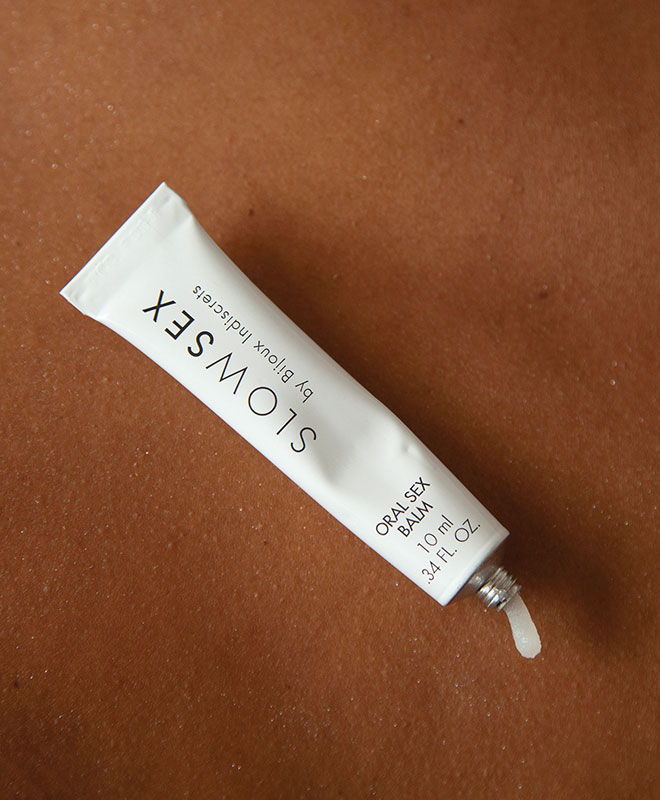 SLOWSEX
by Bijoux Indiscrets
ORAL SEX
BALM
10 ml
.34 FL. OZ.